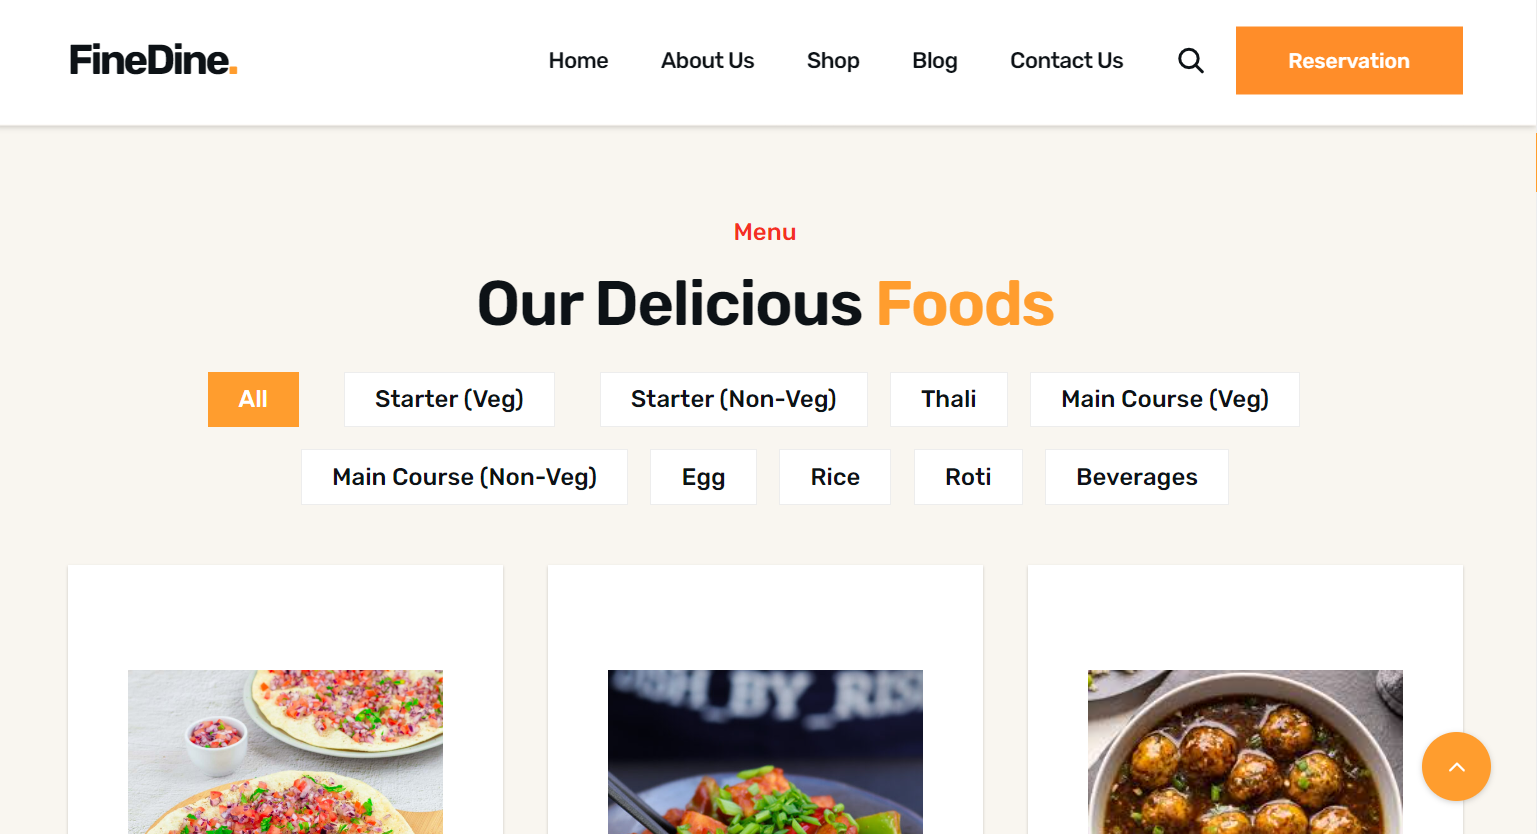 FineDine.
Home About Us Shop Blog Contact Us Reservation
Menu
Our Delicious Foods
All Starter (Veg) Starter (Non-Veg) Thali Main Course (Veg)
Main Course (Non-Veg) Egg Rice Roti Beverages